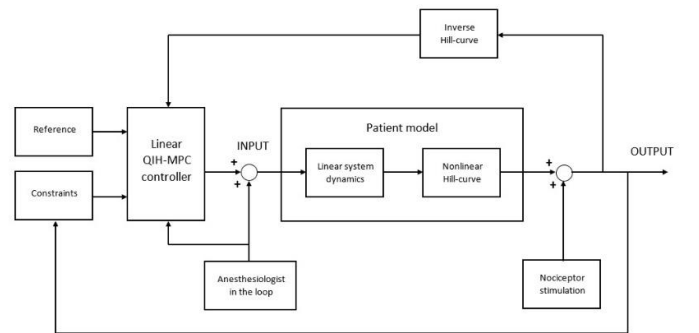 Inverse
Hill-curve
Reference
Linear
QIH-MPC
controller
INPUT
Patient model
OUTPUT
+
+
+
+
Constraints
Linear system
dynamics
Nonlinear
Hill-curve
Anesthesiologist
in the loop
Nociceptor
stimulation